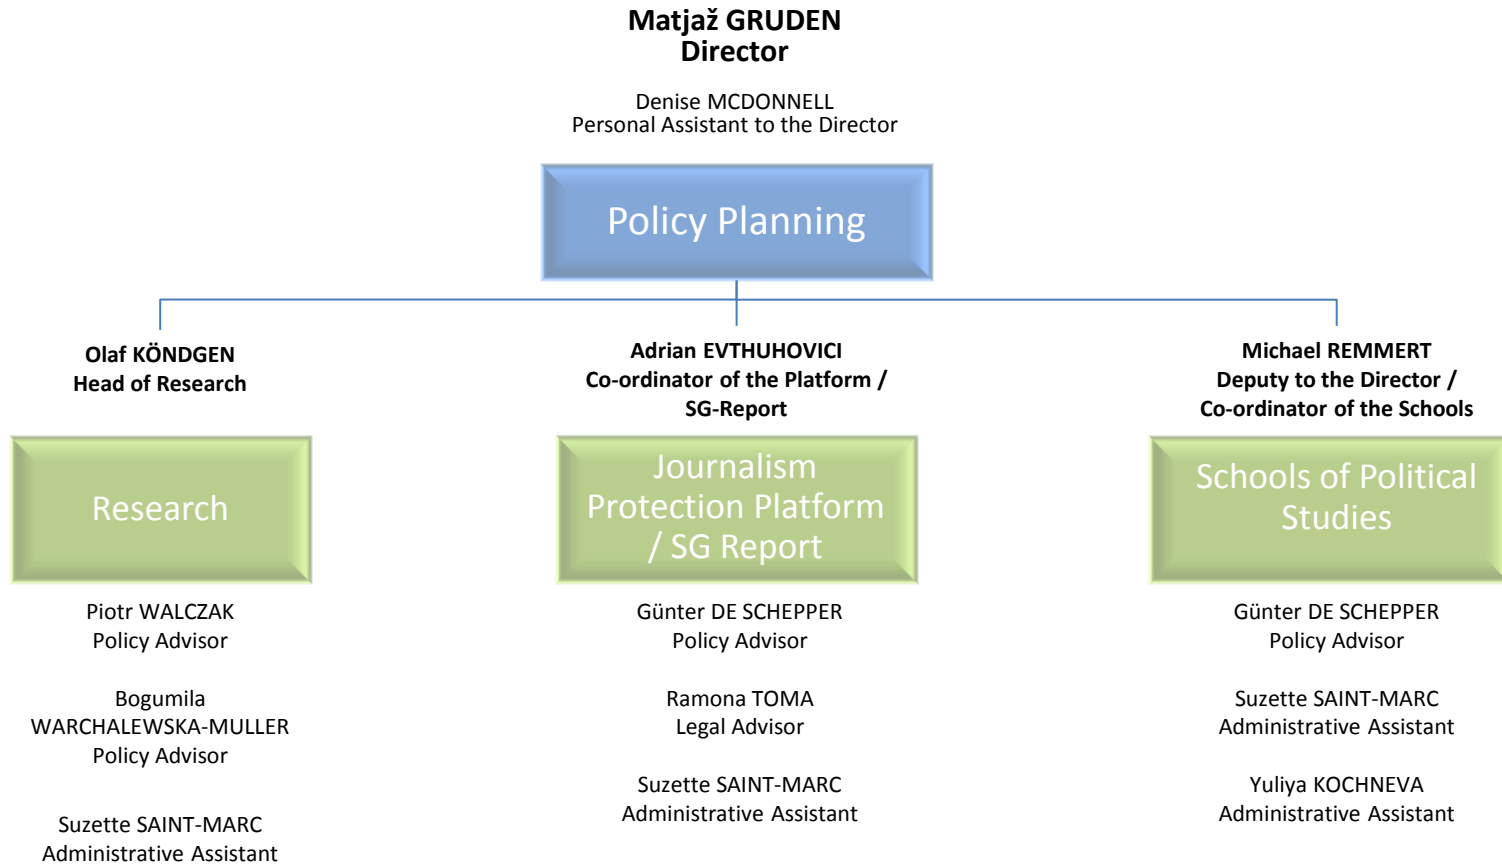 Matjaž GRUDEN
Director
Denise MCDONNELL
Personal Assistant to the Director
Policy Planning
Olaf KÖNDGEN
Head of Research
Research
Piotr WALCZAK
Policy Advisor
Bogumila
WARCHALEWSKA-MULLER
Policy Advisor
Suzette SAINT-MARC
Administrative Assistant
Adrian EVTHUHOVICI
Co-ordinator of the Platform /
SG-Report
Journalism
Protection Platform
/ SG Report
Günter DE SCHEPPER
Policy Advisor
Ramona TOMA
Legal Advisor
Suzette SAINT-MARC
Administrative Assistant
Michael REMMERT
Deputy to the Director /
Co-ordinator of the Schools
Schools of Political
Studies
Günter DE SCHEPPER
Policy Advisor
Suzette SAINT-MARC
Administrative Assistant
Yuliya KOCHNEVA
Administrative Assistant